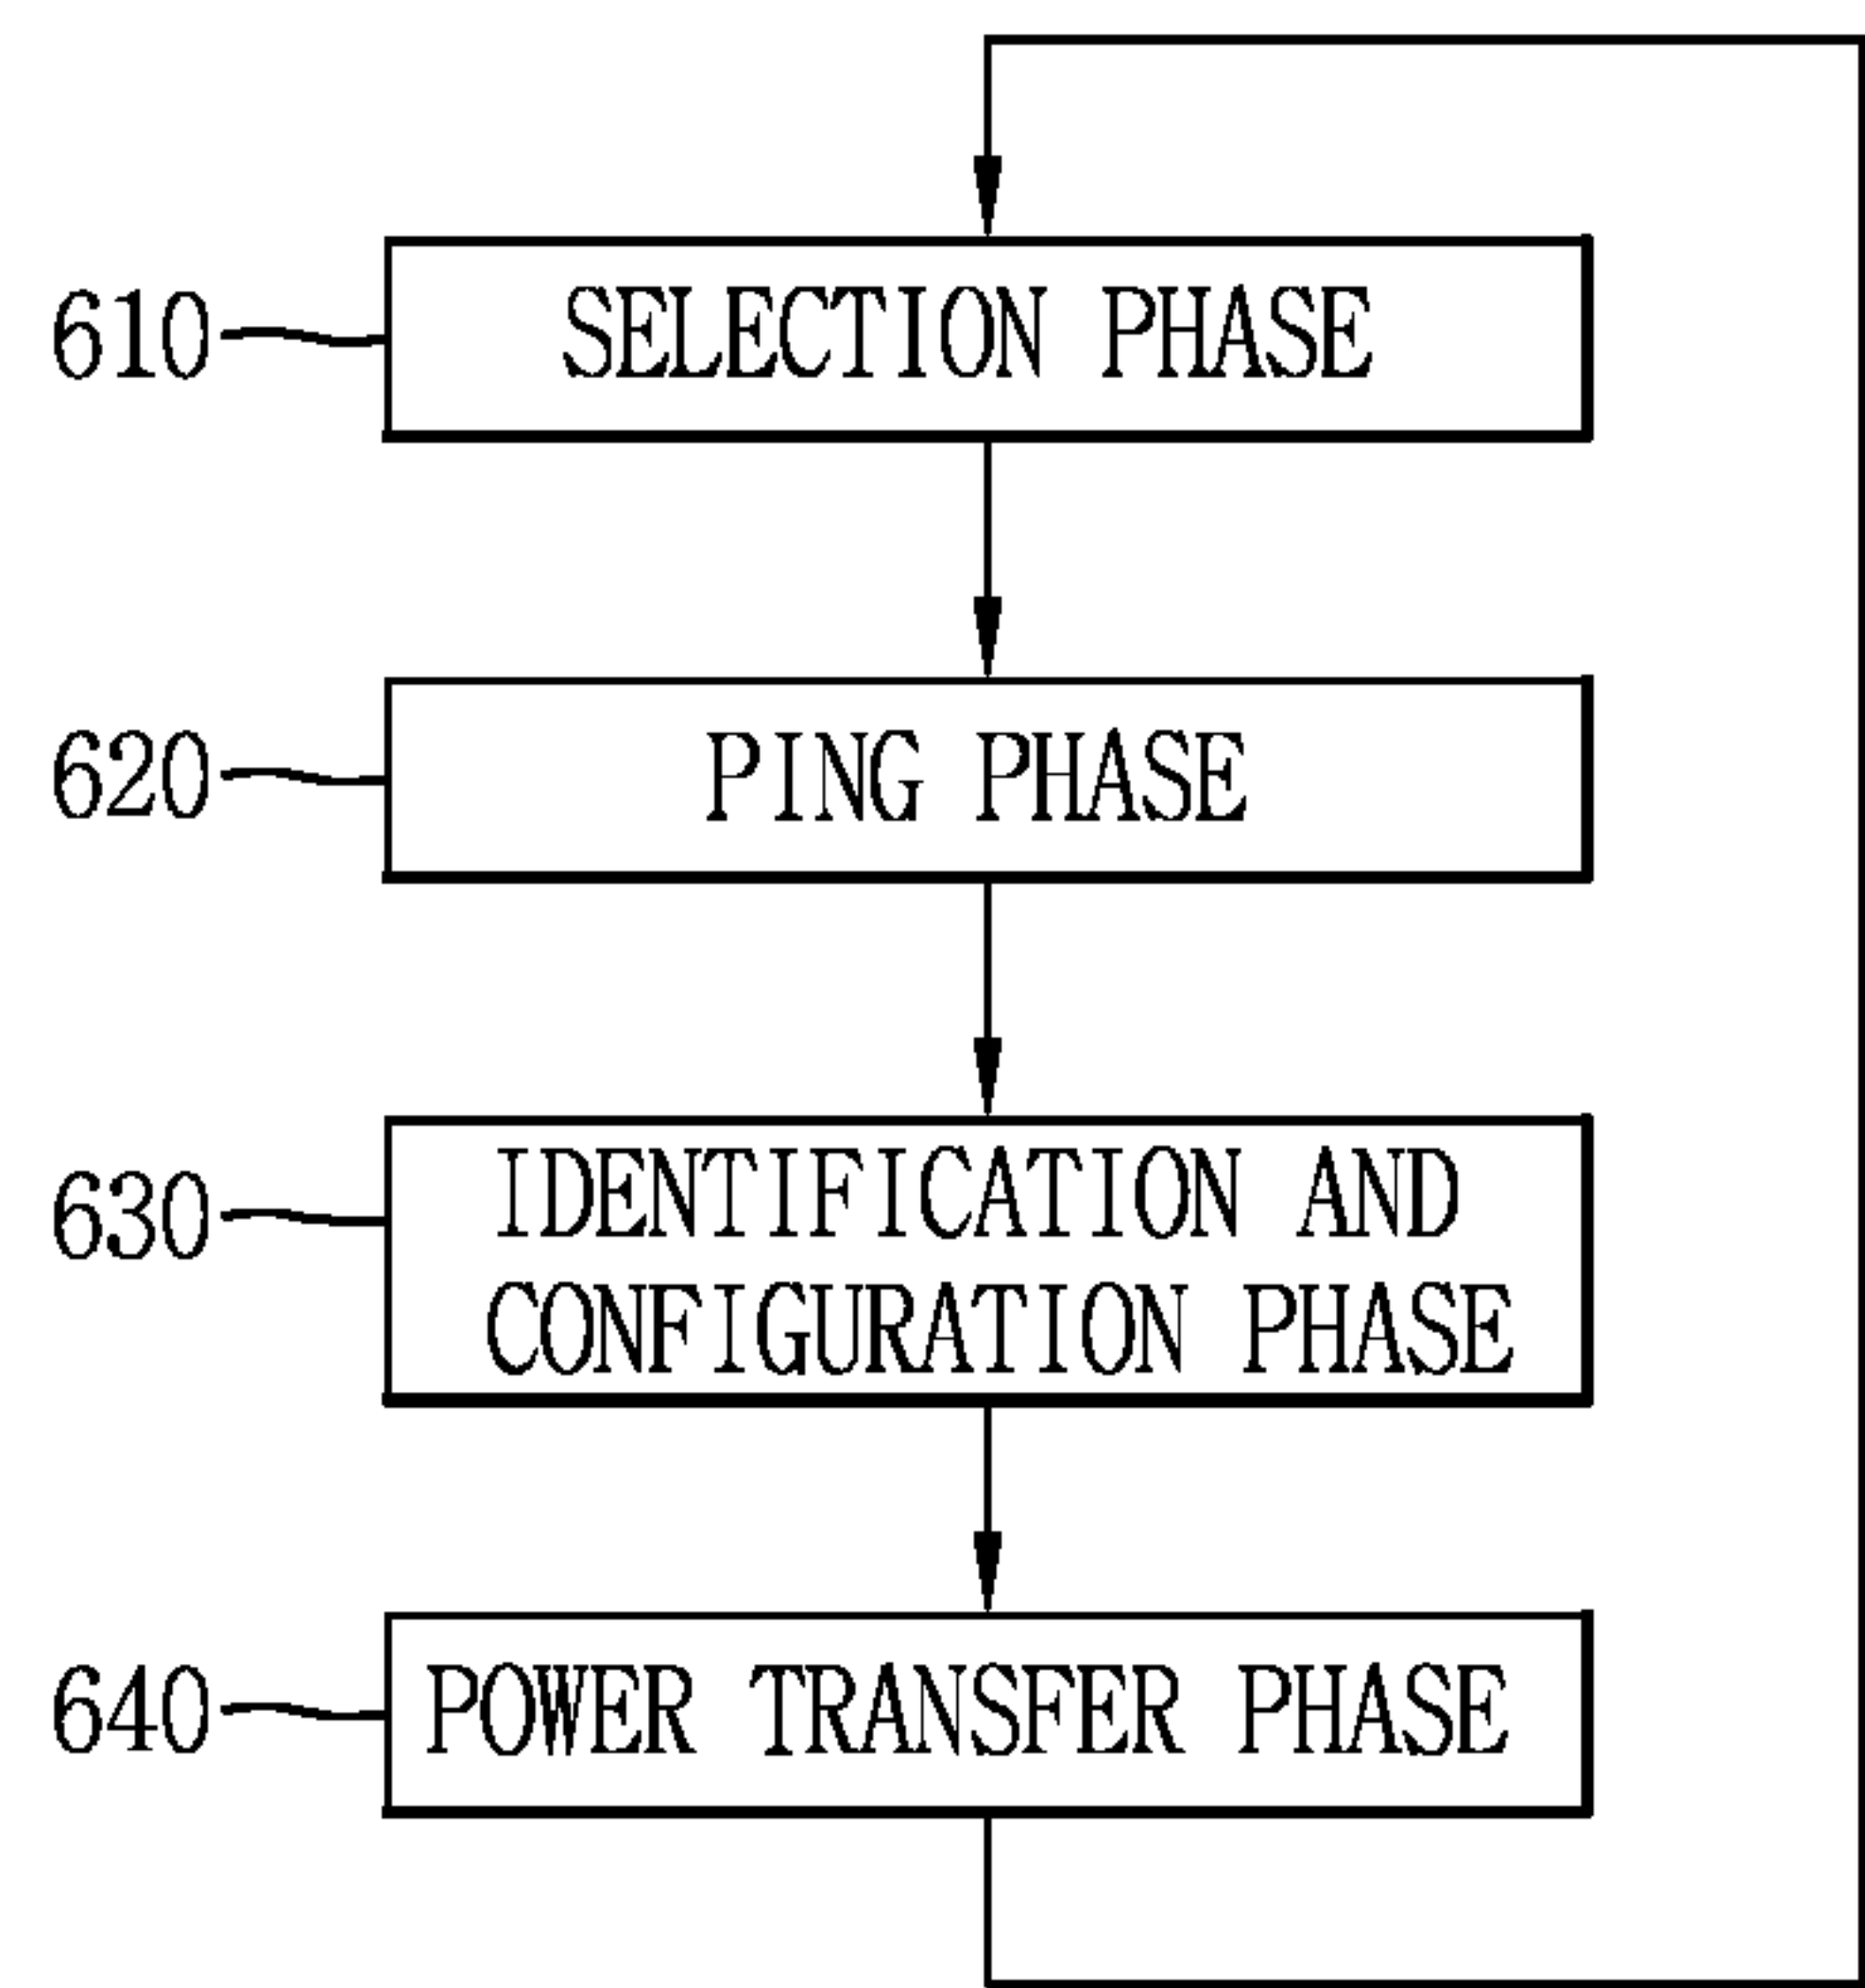 610 SELECTION PHASE
620 PING PHASE
630 IDENTIFICATION AND
CONFIGURATION PHASE
640 POWER TRANSFER PHASE